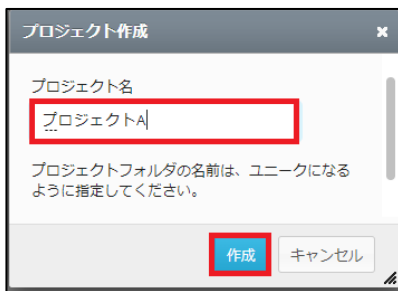 プロジェクト作成
プロジェクト名
プロジェクトA
プロジェクトフォルダの名前は、ユニークになる
ように指定してください。
作成 キャンセル